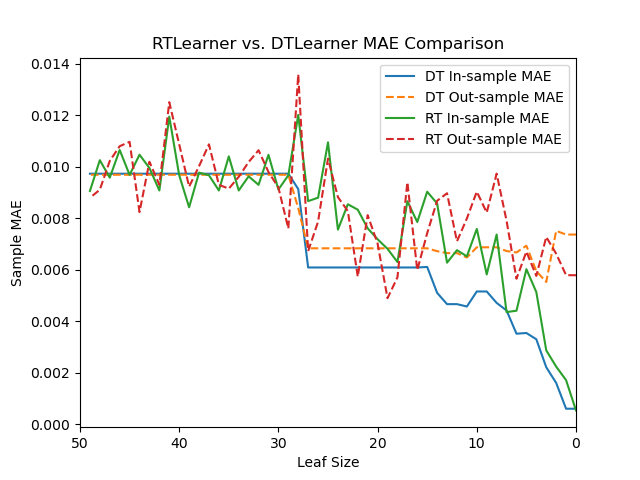 RTLearner vs. DTLearner MAE Comparison
0.014
0.012
0.010
0.008
0.006
0.004
0.002
0.000
Sample MAE
DT In-sample MAE
DT Out-sample MAE
RT In-sample MAE
RT Out-sample MAE
50 40 30 20 10 0
Leaf Size